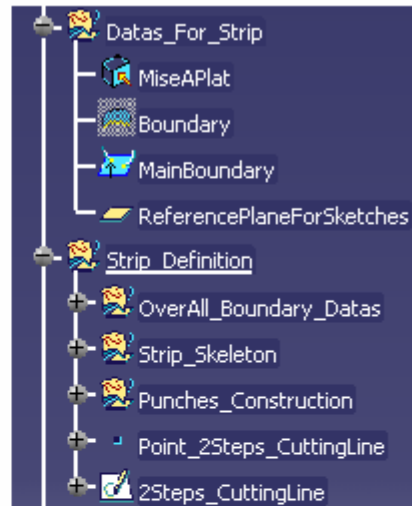 Datas_For_Strip
MiseAPlat
Boundary
MainBoundary
ReferencePlaneForSketches
Strip_Definition
OverAll_Boundary_Datas
Strip_Skeleton
Punches_Construction
Point_2Steps_CuttingLine
2Steps_CuttingLine